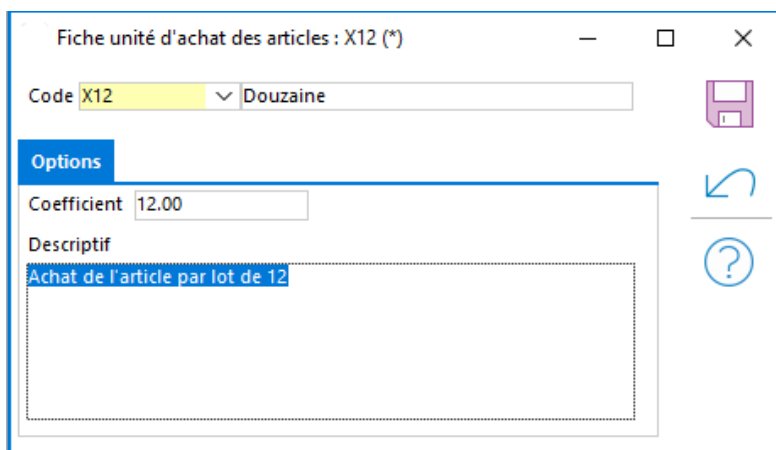 Fiche unité d'achat des articles : X12 (*)
Code X12 Douzaine
Options
Coefficient 12.00
Descriptif
Achat de l'article par lot de 12